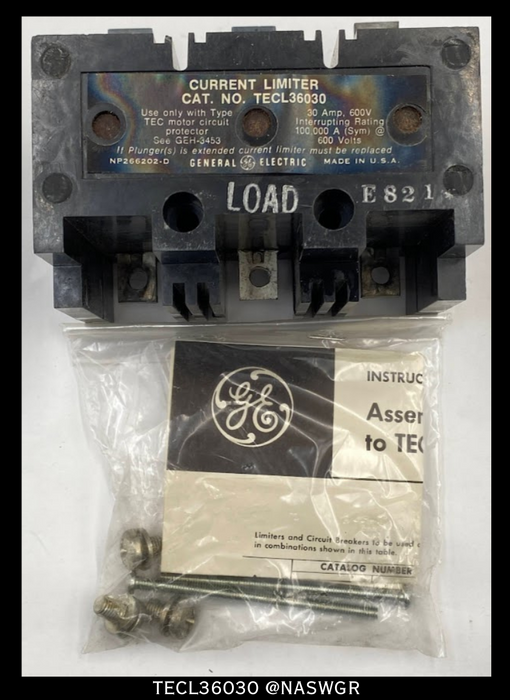 CURRENT LIMITER
CAT. NO. TECL36030
Use only with Type
TEC motor circuit
protector
See GEH-3453
30 Amp, 600V
Interrupting Rating
100,000 A (Sym) @
600 Volts
If Plunger(s) is extended current limiter must be replaced
NP266202-D GENERAL GE ELECTRIC MADE IN U.S.A.
LOAD
E821
GE
INSTRUC
Assem
to TEC
Limiters and Circuit Breakers to be used
in combinations shown in this table.
CATALOG NUMBER
TECL36030 @NASWGR